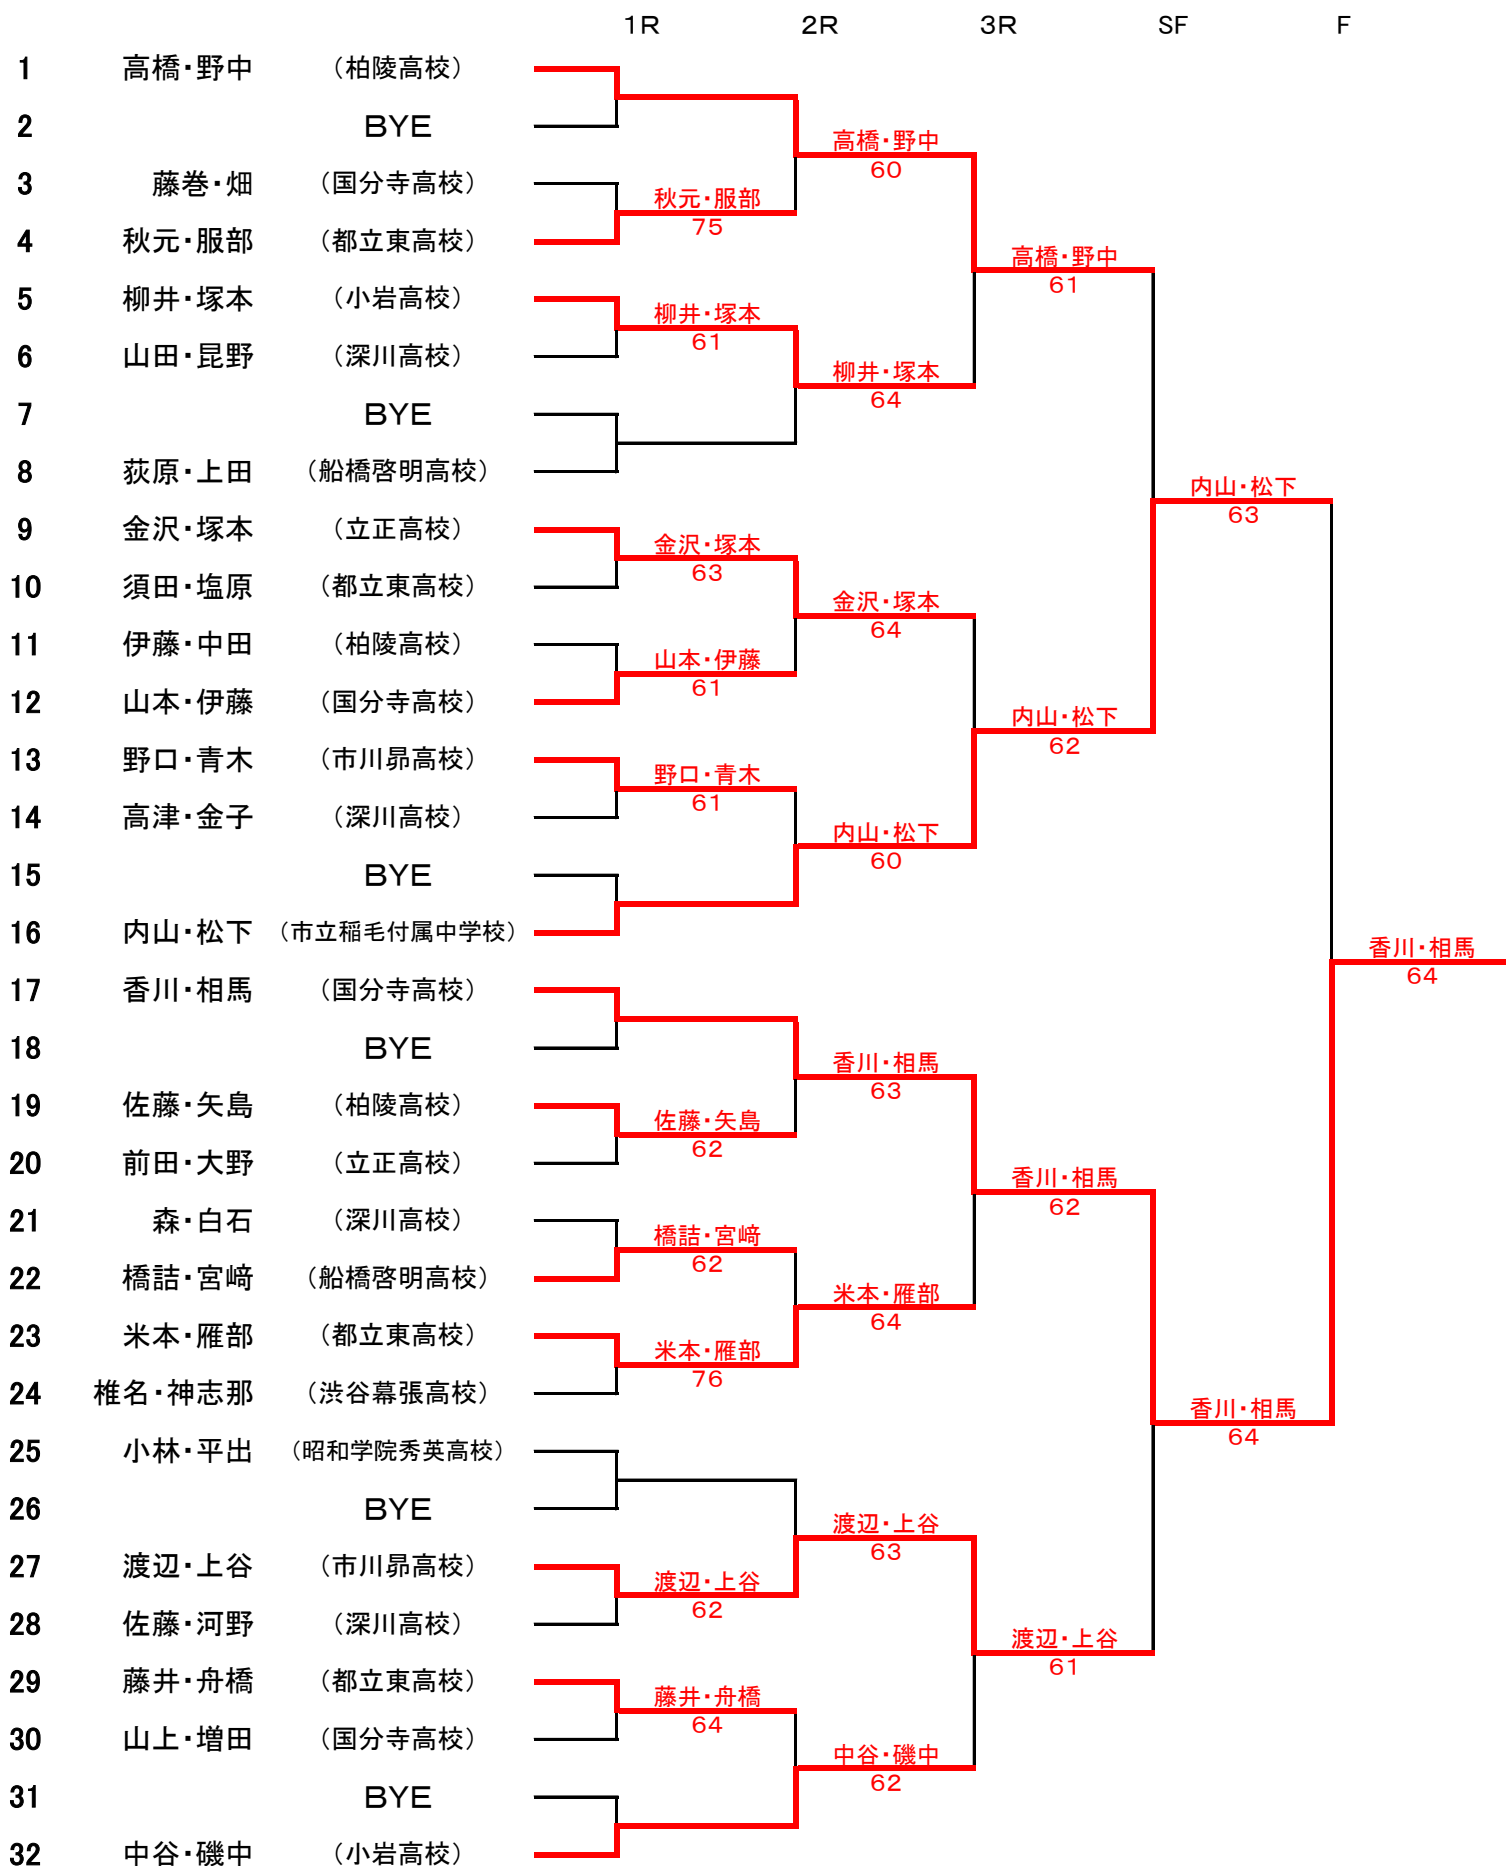 1R 2R 3R SF F
1 高橋・野中 （柏陵高校）
2 BYE
高橋・野中
60
3 藤巻・畑 （国分寺高校）
秋元・服部
75
4 秋元・服部 （都立東高校）
高橋・野中
61
5 柳井・塚本 （小岩高校）
柳井・塚本
61
6 山田・昆野 （深川高校）
柳井・塚本
64
7 BYE
8 荻原・上田 （船橋啓明高校）
内山・松下
63
9 金沢・塚本 （立正高校）
金沢・塚本
63
10 須田・塩原 （都立東高校）
金沢・塚本
64
11 伊藤・中田 （柏陵高校）
山本・伊藤
61
12 山本・伊藤 （国分寺高校）
内山・松下
62
13 野口・青木 （市川昴高校）
野口・青木
61
14 高津・金子 （深川高校）
内山・松下
60
15 BYE
16 内山・松下 （市立稲毛付属中学校）
香川・相馬
64
17 香川・相馬 （国分寺高校）
18 BYE
香川・相馬
63
19 佐藤・矢島 （柏陵高校）
佐藤・矢島
62
20 前田・大野 （立正高校）
香川・相馬
62
21 森・白石 （深川高校）
橋詰・宮﨑
62
22 橋詰・宮﨑 （船橋啓明高校）
米本・雁部
64
23 米本・雁部 （都立東高校）
米本・雁部
76
24 椎名・神志那 （渋谷幕張高校）
香川・相馬
64
25 小林・平出 （昭和学院秀英高校）
26 BYE
渡辺・上谷
63
27 渡辺・上谷 （市川昴高校）
渡辺・上谷
62
28 佐藤・河野 （深川高校）
渡辺・上谷
61
29 藤井・舟橋 （都立東高校）
藤井・舟橋
64
30 山上・増田 （国分寺高校）
中谷・磯中
62
31 BYE
32 中谷・磯中 （小岩高校）